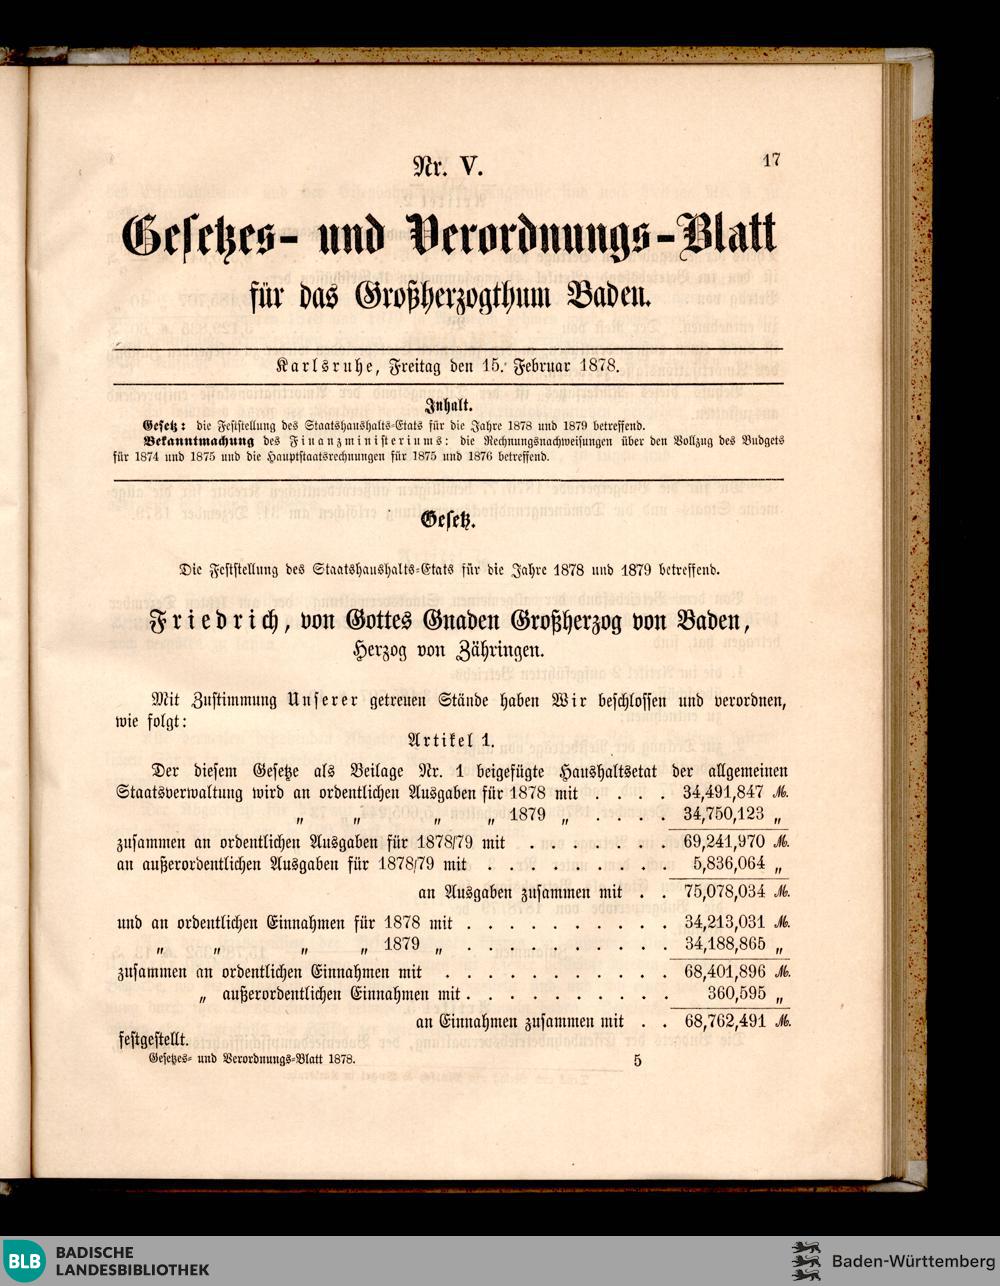 Nr. V.
17
Gesetzes- und Verordnungs-Blatt
für das Großherzogthum Baden.
Karlsruhe, Freitag den 15. Februar 1878.
Inhalt.
Gesetz: die Feststellung des Staatshaushalts-Etats für die Jahre 1878 und 1879 betreffend.
Bekanntmachung des Finanzministeriums: die Rechnungsnachweisungen über den Vollzug des Budgets
für 1874 und 1875 und die Hauptstaatsrechnungen für 1875 und 1876 betreffend.
Gesetz.
Die Feststellung des Staatshaushalts-Etats für die Jahre 1878 und 1879 betreffend.
Friedrich, von Gottes Gnaden Großherzog von Baden,
Herzog von Zähringen.
Mit Zustimmung Unserer getreuen Stände haben Wir beschlossen und verordnen,
wie folgt:
Artikel 1.
Der diesem Gesetze als Beilage Nr. 1 beigefügte Haushaltsetat der allgemeinen
Staatsverwaltung wird an ordentlichen Ausgaben für 1878 mit . . . . 34,491,847 M.
„ „ „ „ 1879 „ . . . . 34,750,123 „
zusammen an ordentlichen Ausgaben für 1878/79 mit . . . . . . . 69,241,970 M.
an außerordentlichen Ausgaben für 1878/79 mit . . . . . . . . . 5,836,064 „
an Ausgaben zusammen mit . . 75,078,034 M.
und an ordentlichen Einnahmen für 1878 mit . . . . . . . . . . 34,213,031 M.
„ „ „ „ 1879 „ . . . . . . . . . . 34,188,865 „
zusammen an ordentlichen Einnahmen mit . . . . . . . . . . . 68,401,896 M.
„ außerordentlichen Einnahmen mit . . . . . . . . . . 360,595 „
an Einnahmen zusammen mit . . 68,762,491 M.
festgestellt.
Gesetzes- und Verordnungs-Blatt 1878.
5
BLB BADISCHE
LANDESBIBLIOTHEK
Baden-Württemberg